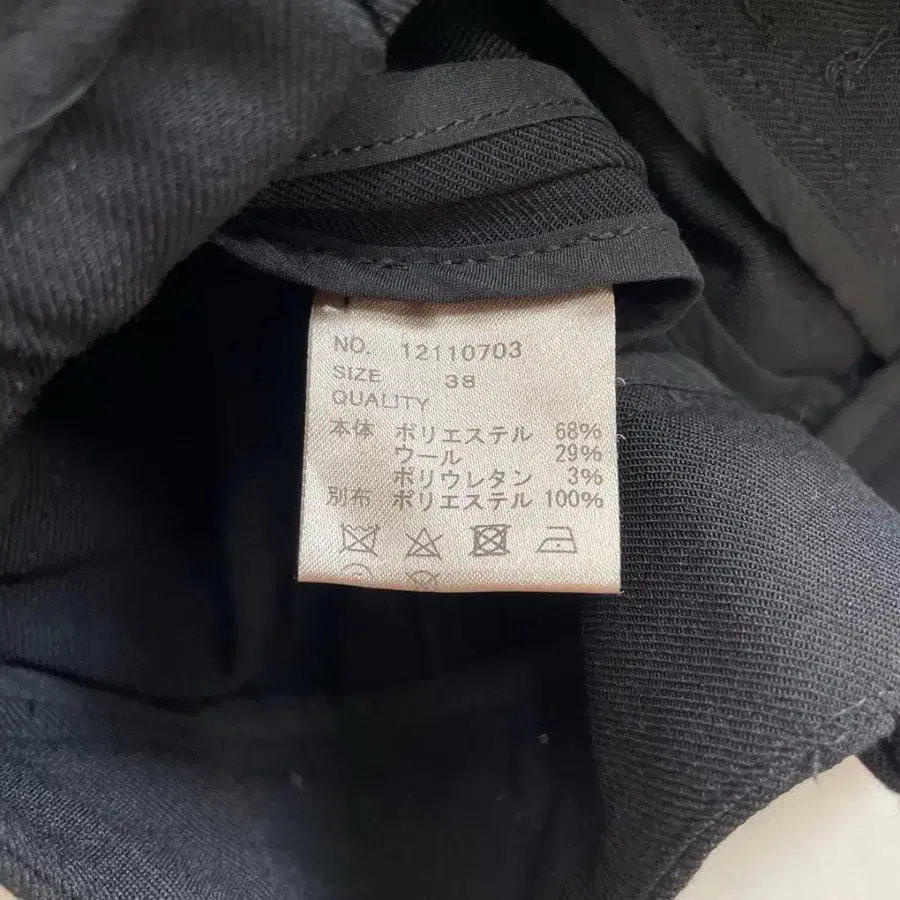 NO. 12110703
SIZE 38
QUALITY
本体 ポリエステル 68%
ウール 29%
ポリウレタン 3%
別布 ポリエステル 100%